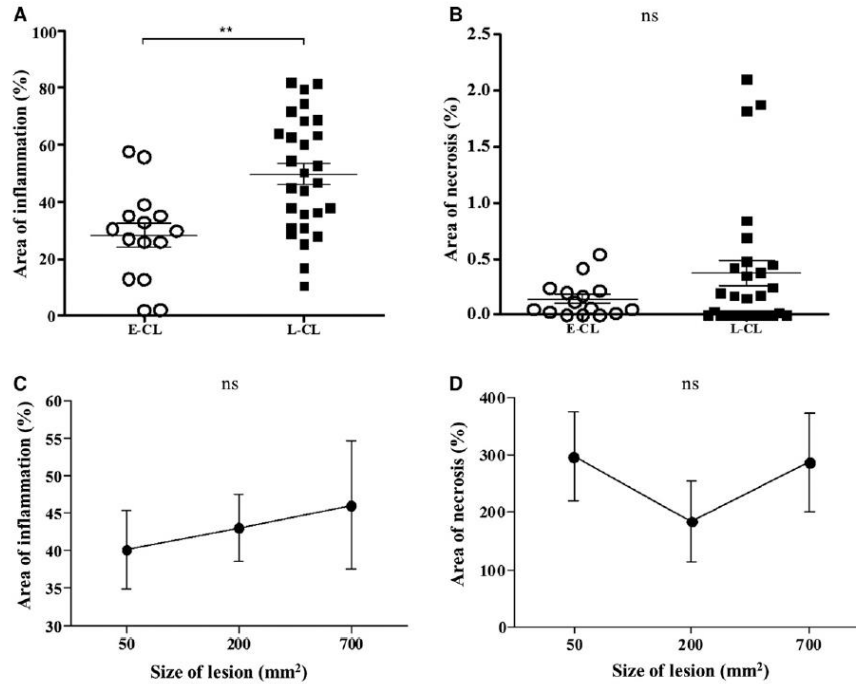 A
**
Area of inflammation (%)
100
80
60
40
20
0
E-CL
L-CL
B
ns
Area of necrosis (%)
2.5
2.0
1.5
1.0
0.5
0.0
E-CL
L-CL
C
ns
Area of inflammation (%)
60
55
50
45
40
35
30
50
200
700
Size of lesion (mm²)
D
ns
Area of necrosis (%)
400
300
200
100
0
50
200
700
Size of lesion (mm²)